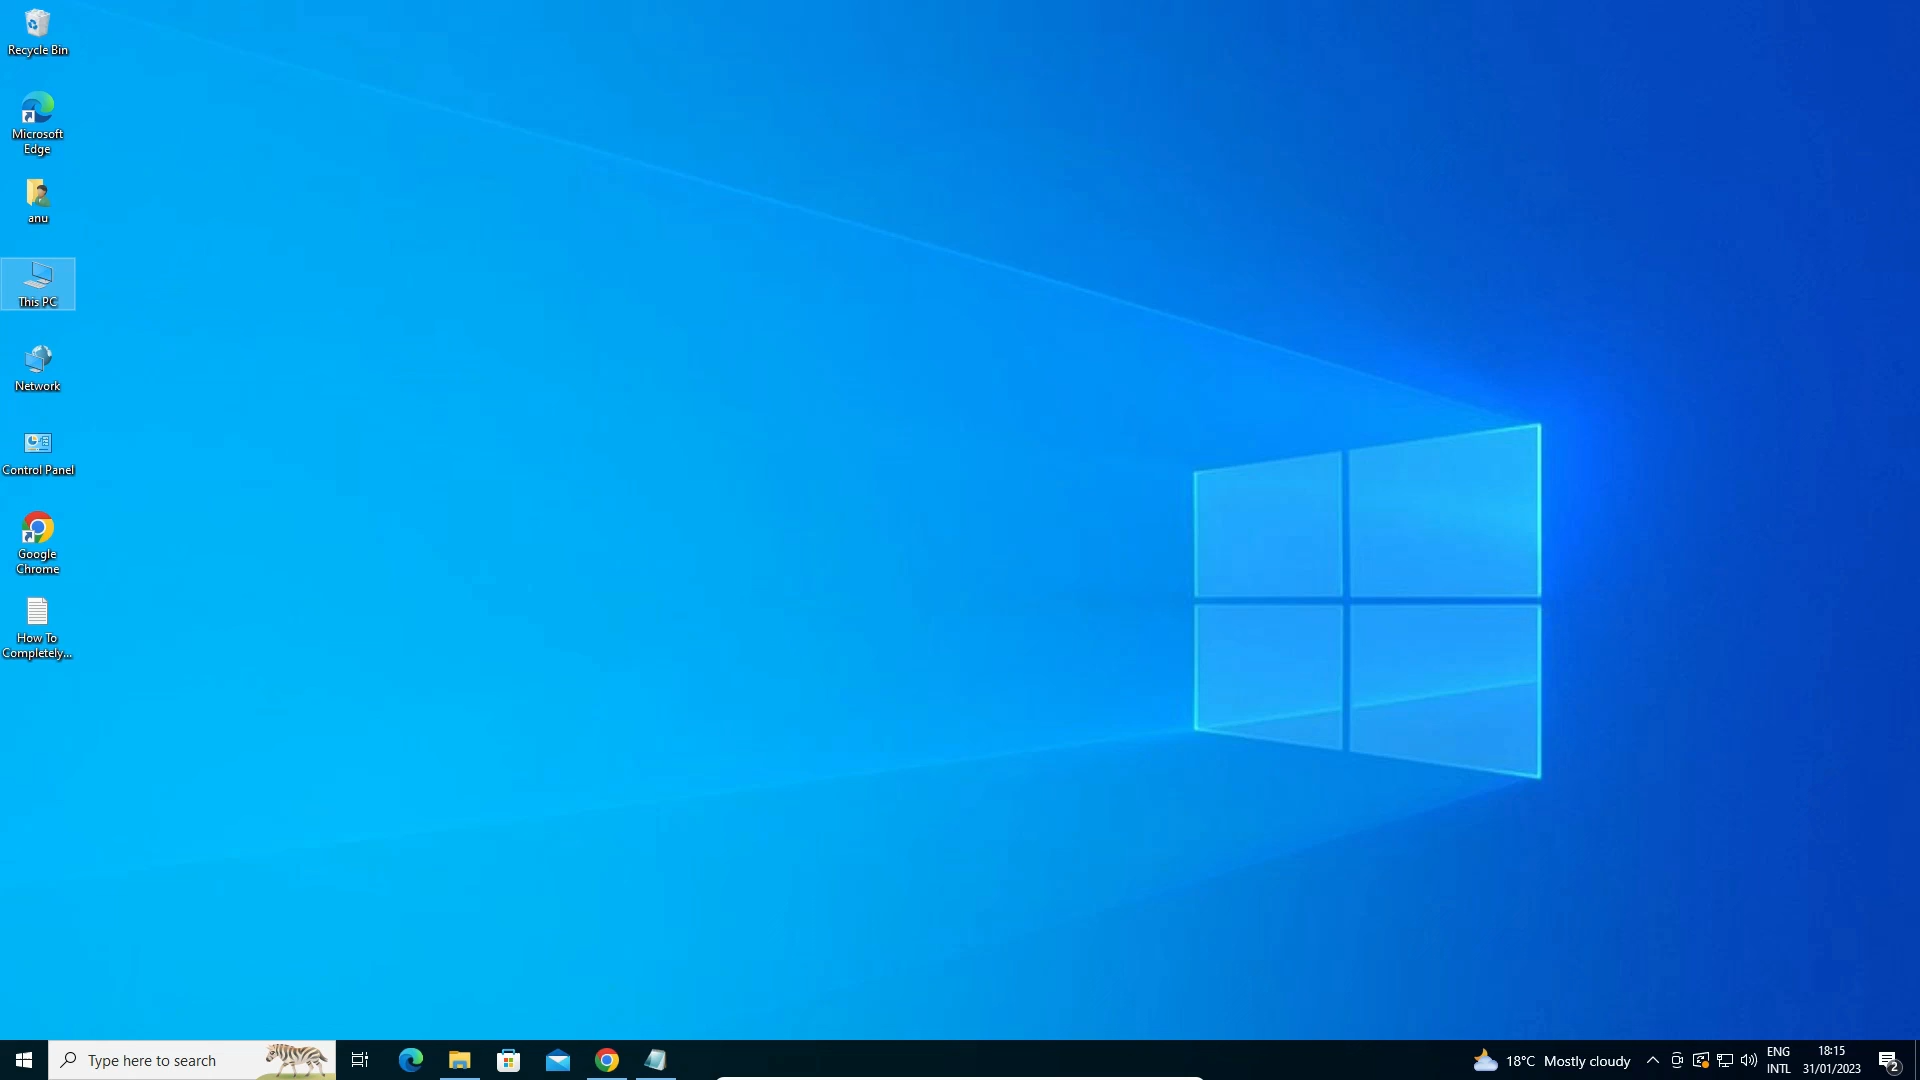 Recycle Bin
Microsoft
Edge
anu
This PC
Network
Control Panel
Google
Chrome
How To
Completely...
Type here to search
18°C Mostly cloudy
ENG
INTL
18:15
31/01/2023
2